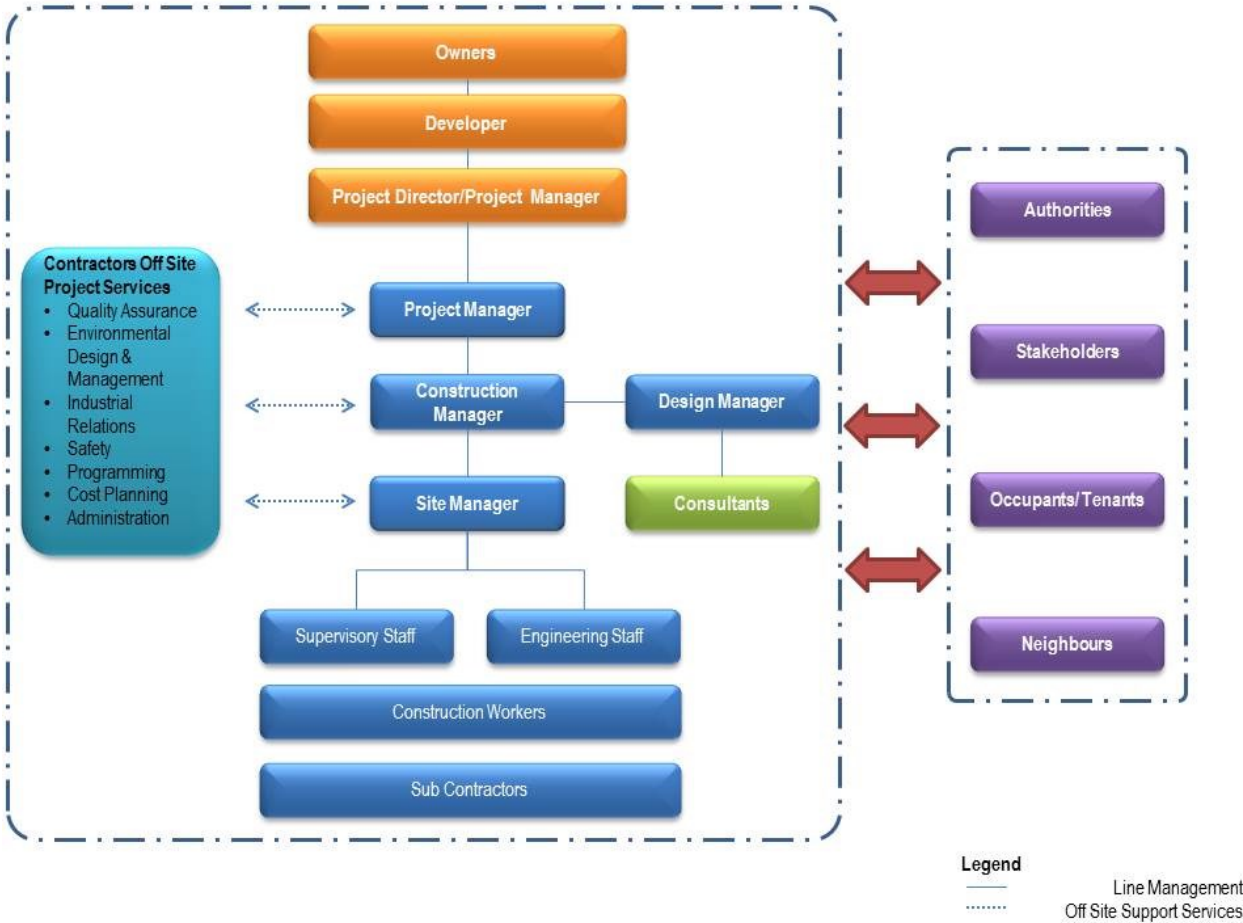 Owners
Developer
Project Director/Project Manager
Contractors Off Site
Project Services
• Quality Assurance
• Environmental
Design &
Management
• Industrial
Relations
• Safety
• Programming
• Cost Planning
• Administration
Project Manager
Construction
Manager
Design Manager
Site Manager
Consultants
Supervisory Staff
Engineering Staff
Construction Workers
Sub Contractors
Authorities
Stakeholders
Occupants/ Tenants
Neighbours
Legend
Line Management
Off Site Support Services